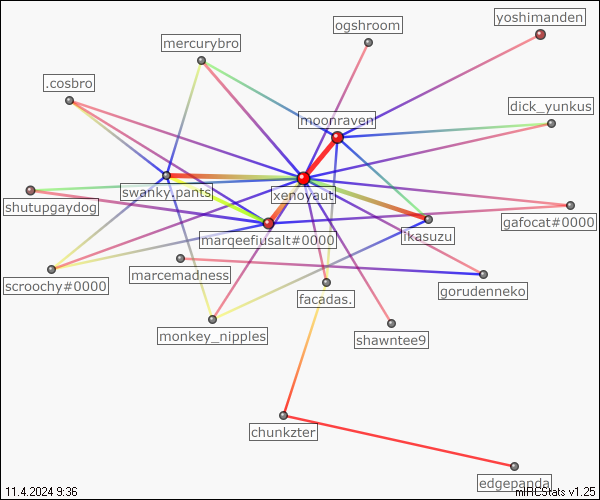 yoshimanden
ogshroom
mercurybro
.cosbro
dick_yunkus
moonraven
swanky.pants
xenovaut
shutupgaydog
gafocat#0000
marqeefiusalt#0000
ikasuzu
marcemadness
scroochy#0000
gorudenneko
facadas.
monkey_nipples
shawntee9
chunkzter
edgepanda
11.4.2024 9:36
mIRCStats v1.25